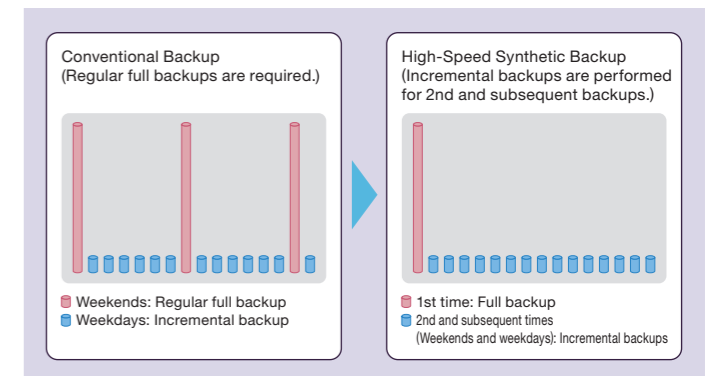 Conventional Backup
(Regular full backups are required.)
Weekends: Regular full backup
Weekdays: Incremental backup
High-Speed Synthetic Backup
(Incremental backups are performed
for 2nd and subsequent backups.)
1st time: Full backup
2nd and subsequent times
(Weekends and weekdays): Incremental backups